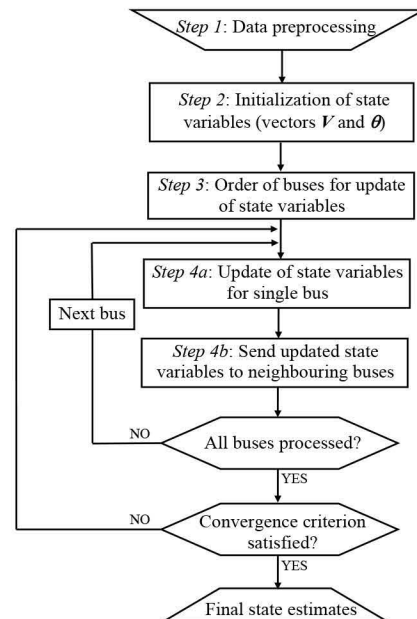 Step 1: Data preprocessing
Step 2: Initialization of state
variables (vectors V and θ)
Step 3: Order of buses for update
of state variables
Step 4a: Update of state variables
for single bus
Next bus
Step 4b: Send updated state
variables to neighbouring buses
NO
All buses processed?
YES
NO
Convergence criterion
satisfied?
YES
Final state estimates